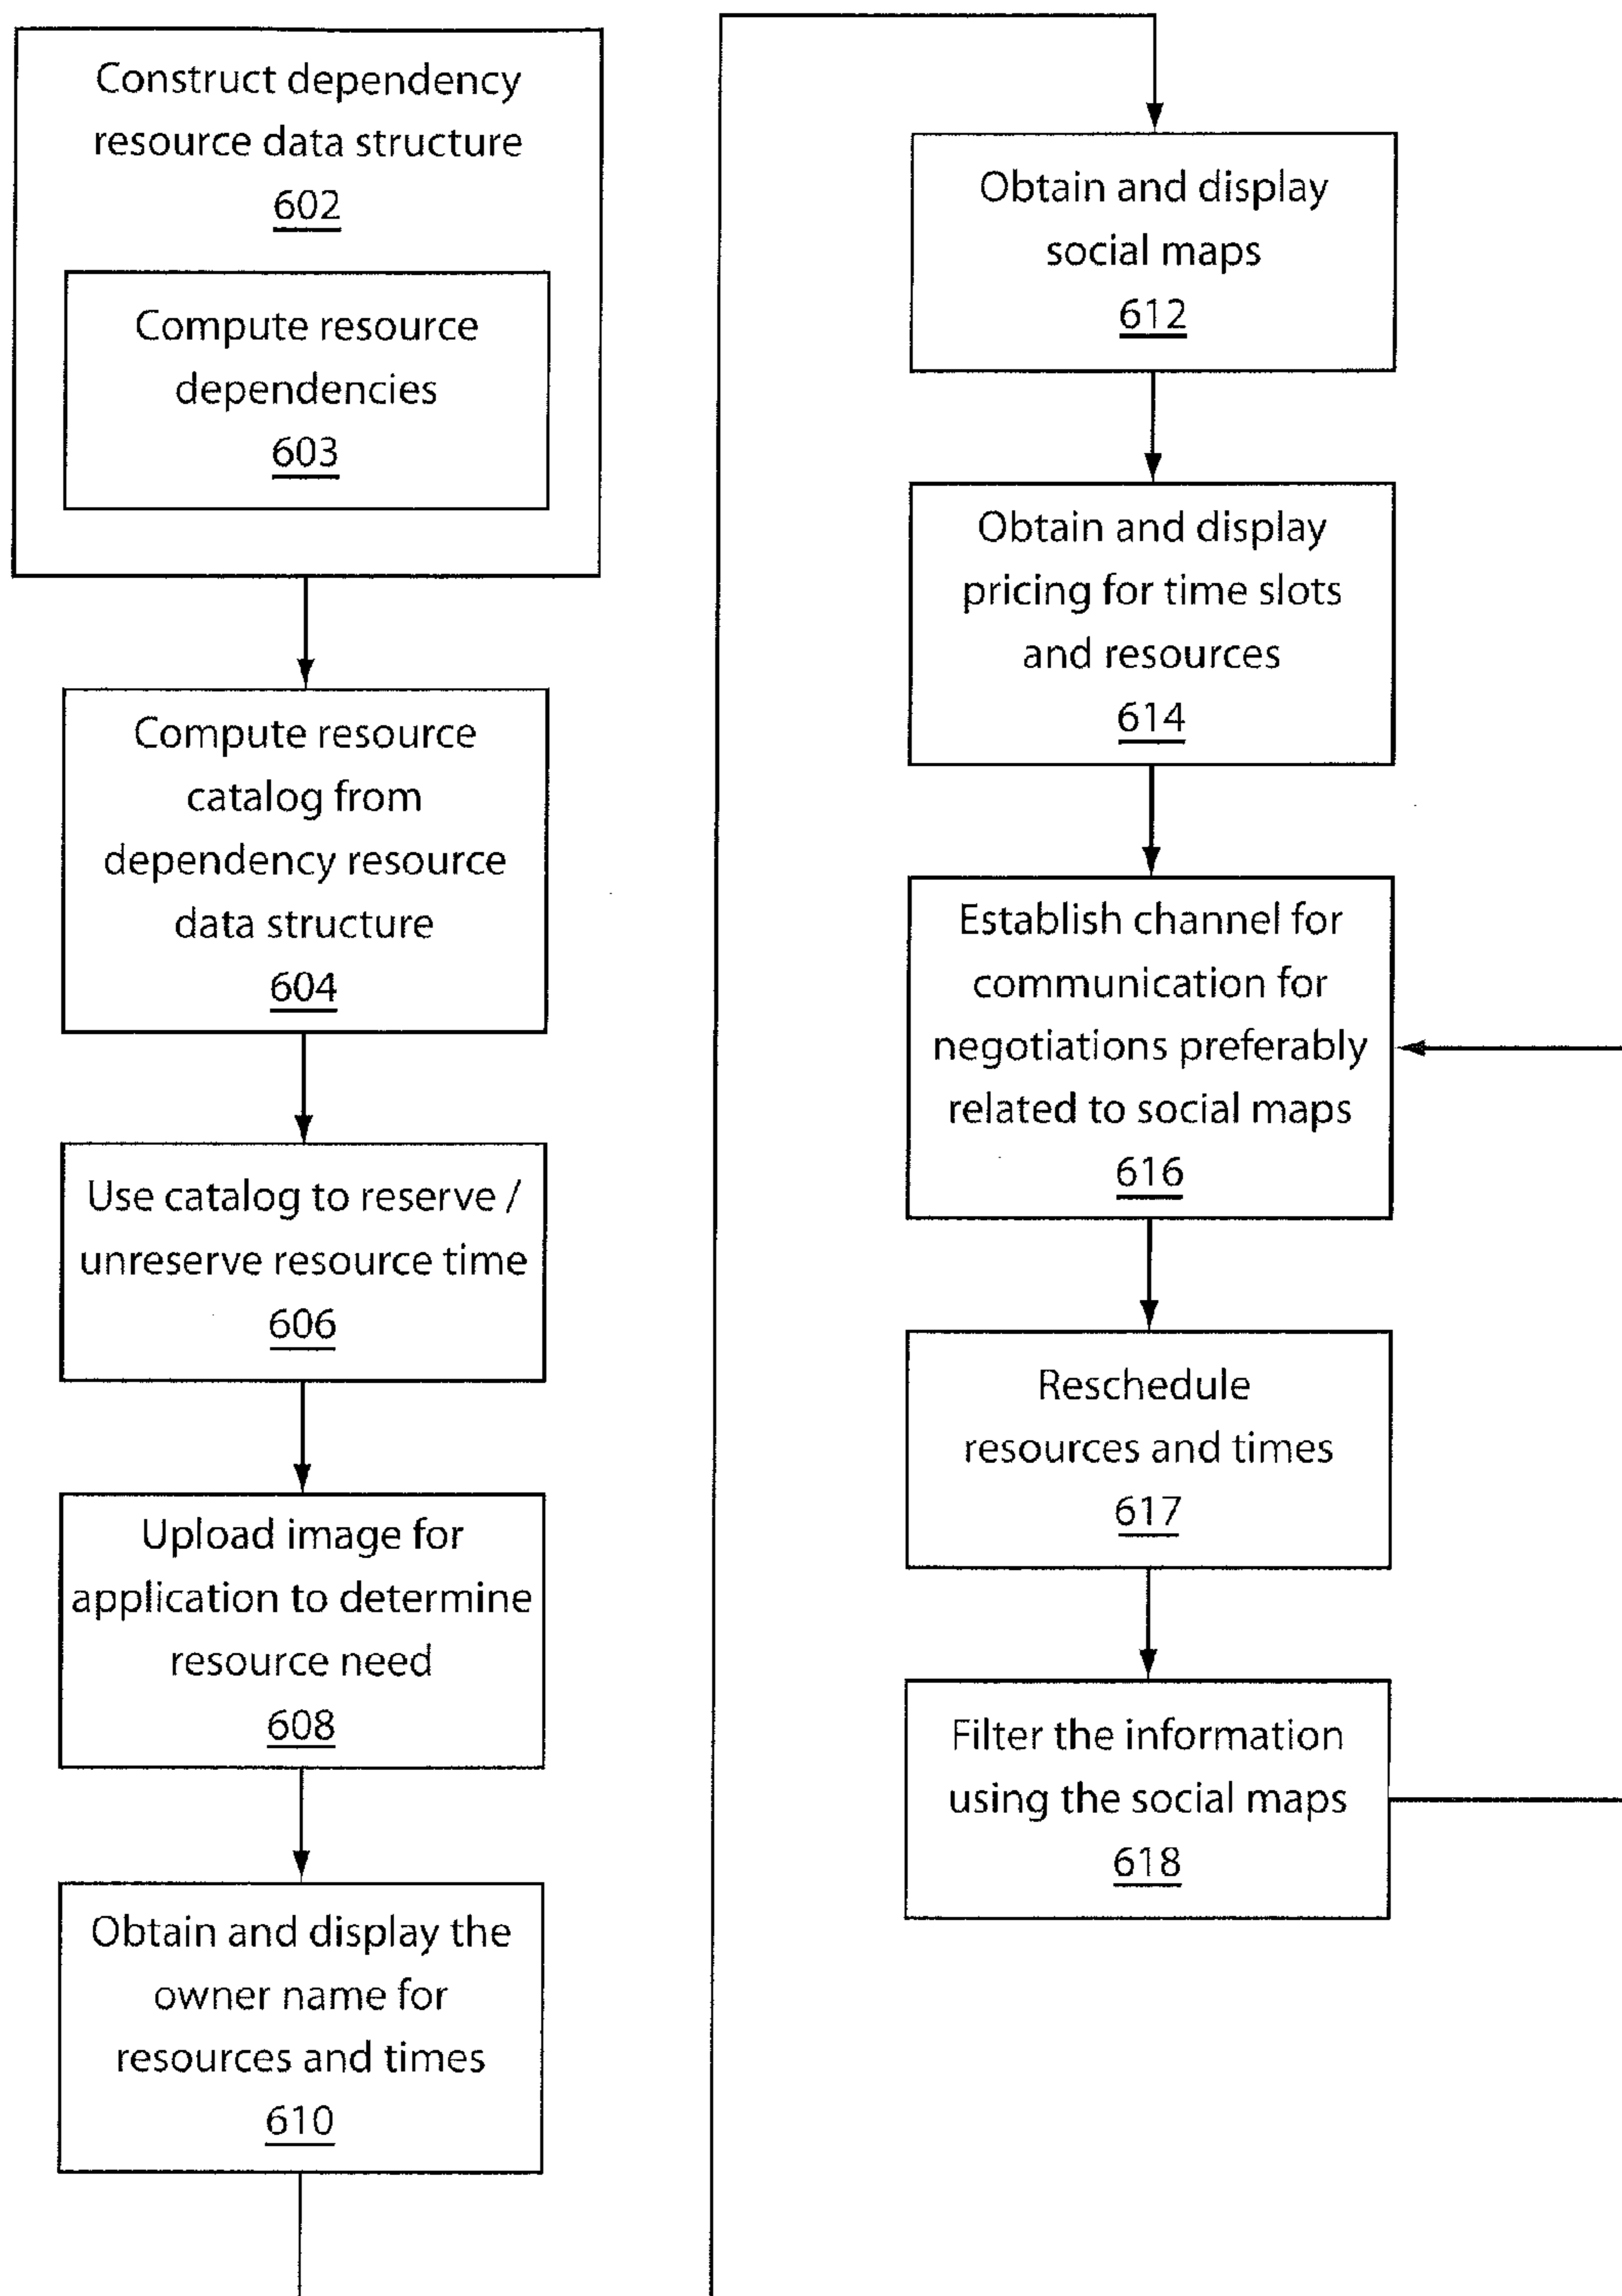 Construct dependency
resource data structure
602
Compute resource
dependencies
603
Compute resource
catalog from
dependency resource
data structure
604
Use catalog to reserve /
unreserve resource time
606
Upload image for
application to determine
resource need
608
Obtain and display the
owner name for
resources and times
610
Obtain and display
social maps
612
Obtain and display
pricing for time slots
and resources
614
Establish channel for
communication for
negotiations preferably
related to social maps
616
Reschedule
resources and times
617
Filter the information
using the social maps
618